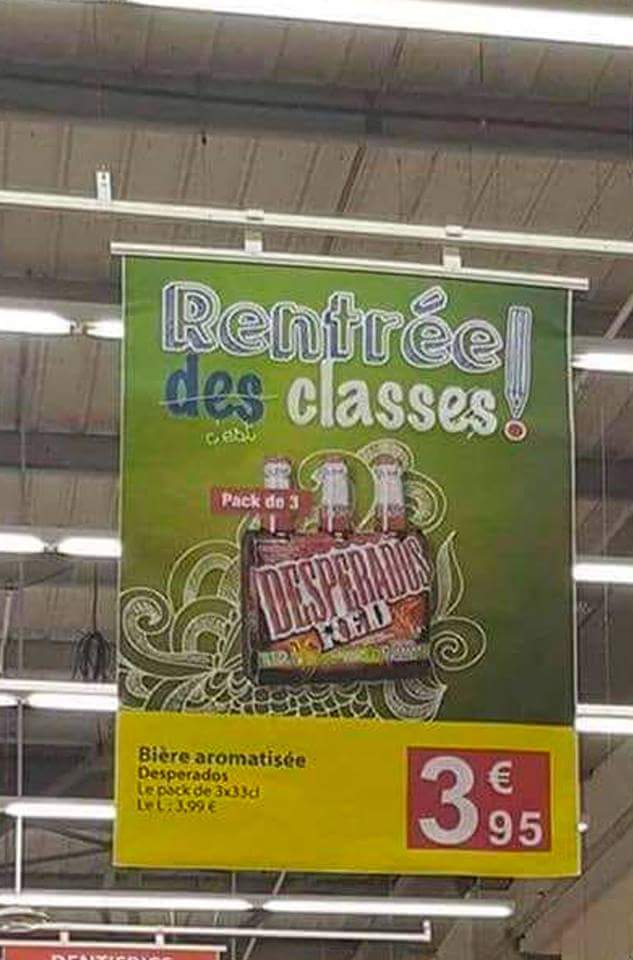 Rentrée!
des classes
c'est
Pack de 3
DESPERADOS
RED
Bière aromatisée
Desperados
Le pack de 3x33cl
Le L : 3,99 €
3€95
DENTIFRICE